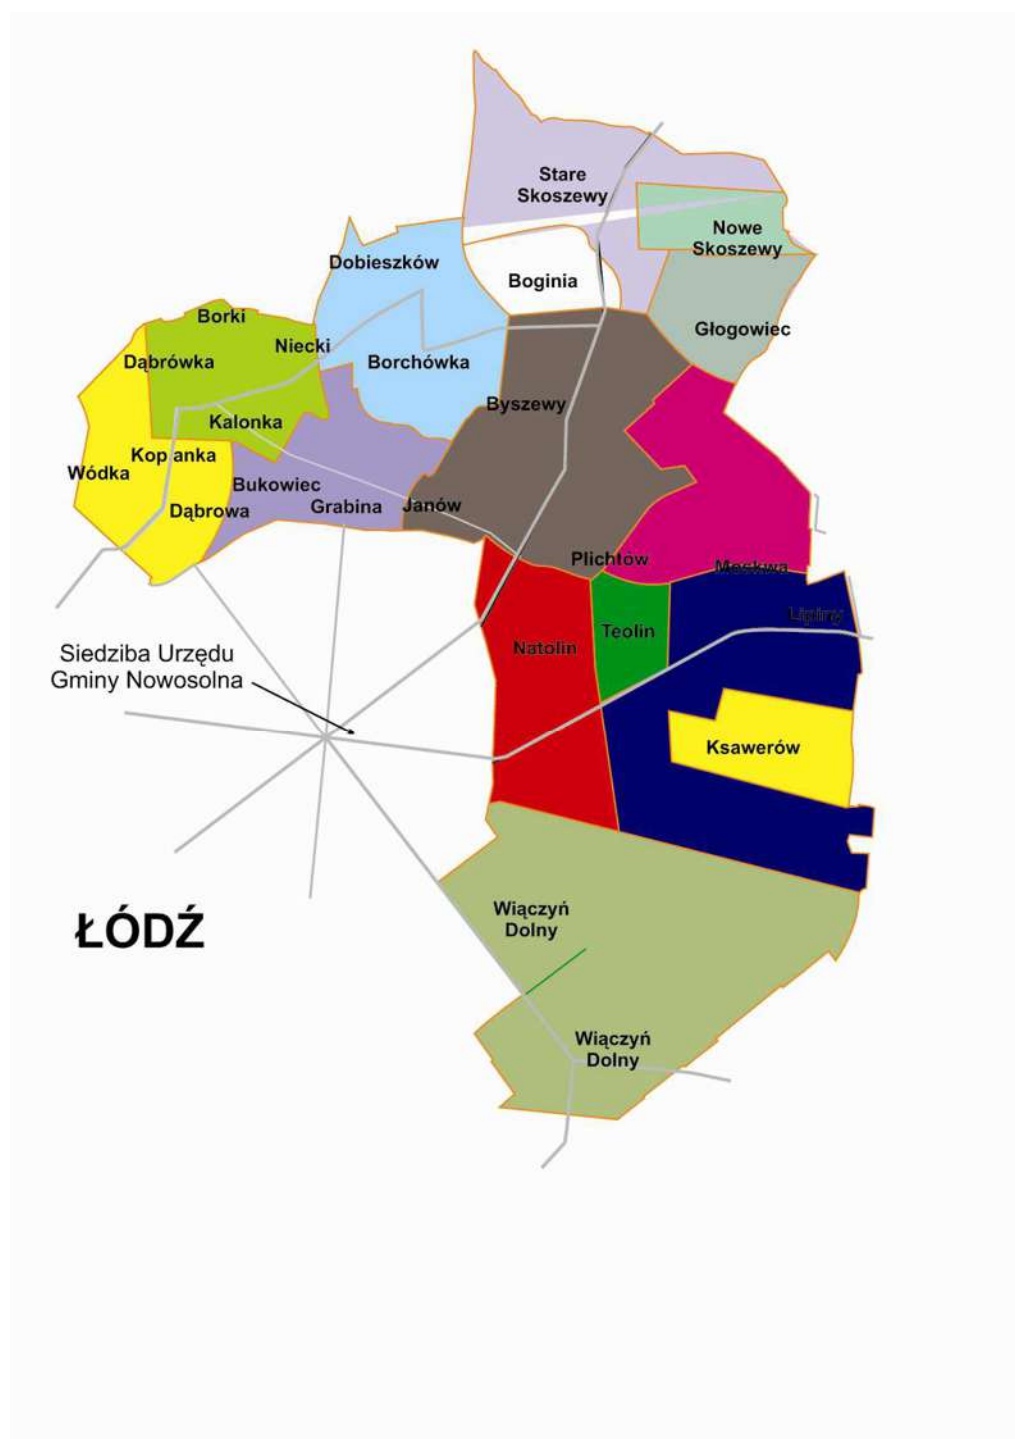 Stare
Skoszewy
Nowe
Skoszewy
Dobieszków
Boginia
Borki
Głogowiec
Niecki
Dąbrówka
Borchówka
Byszewy
Kalonka
Kopanka
Wódka
Bukowiec
Grabina
Janów
Dąbrowa
Plichtów
Moskwa
Lipiny
Teolin
Natolin
Siedziba Urzędu
Gminy Nowosolna
Ksawerów
Wiączyń
Dolny
ŁÓDŹ
Wiączyń
Dolny